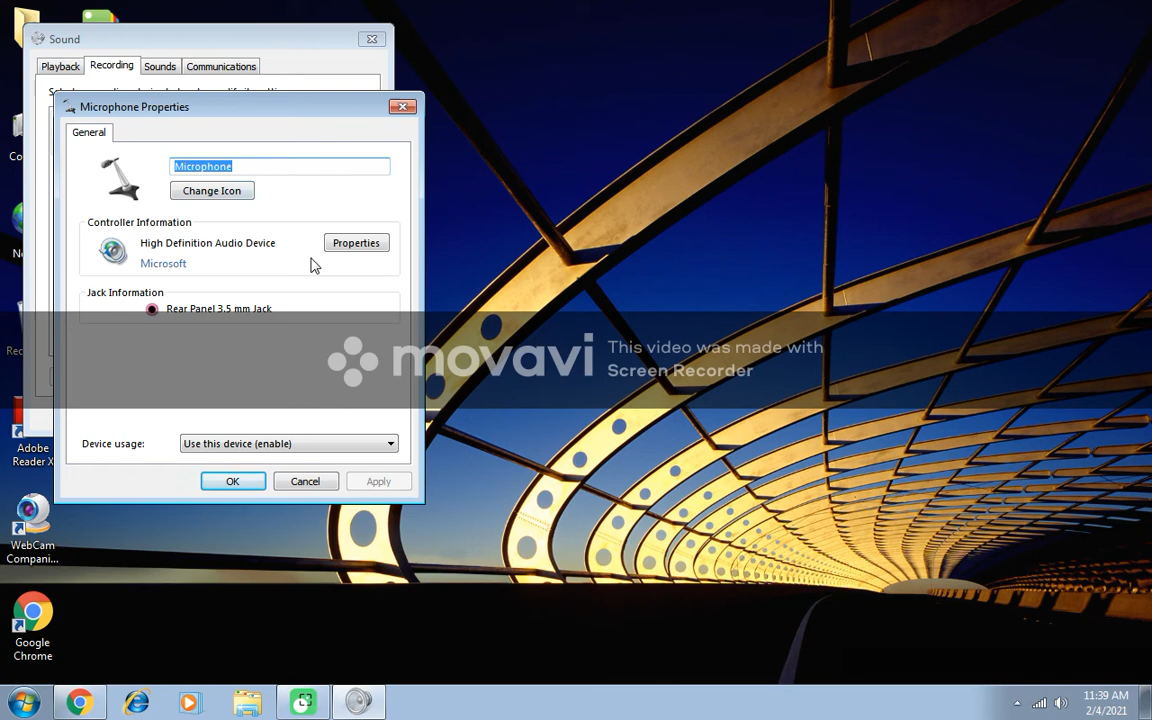 Sound
Playback
Recording
Sounds
Communications
Microphone Properties
General
Microphone
Change Icon
Controller Information
High Definition Audio Device
Properties
Microsoft
Jack Information
Rear Panel 3.5 mm Jack
movavi
This video was made with
Screen Recorder
Device usage:
Use this device (enable)
OK
Cancel
Apply
Adobe
Reader X
WebCam
Compani...
Google
Chrome
11:39 AM
2/4/2021